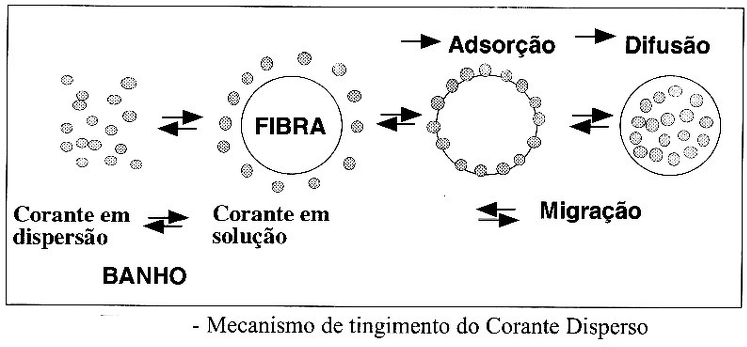 Adsorção
Difusão
FIBRA
Corante em
dispersão
Corante em
solução
Migração
BANHO
- Mecanismo de tingimento do Corante Disperso